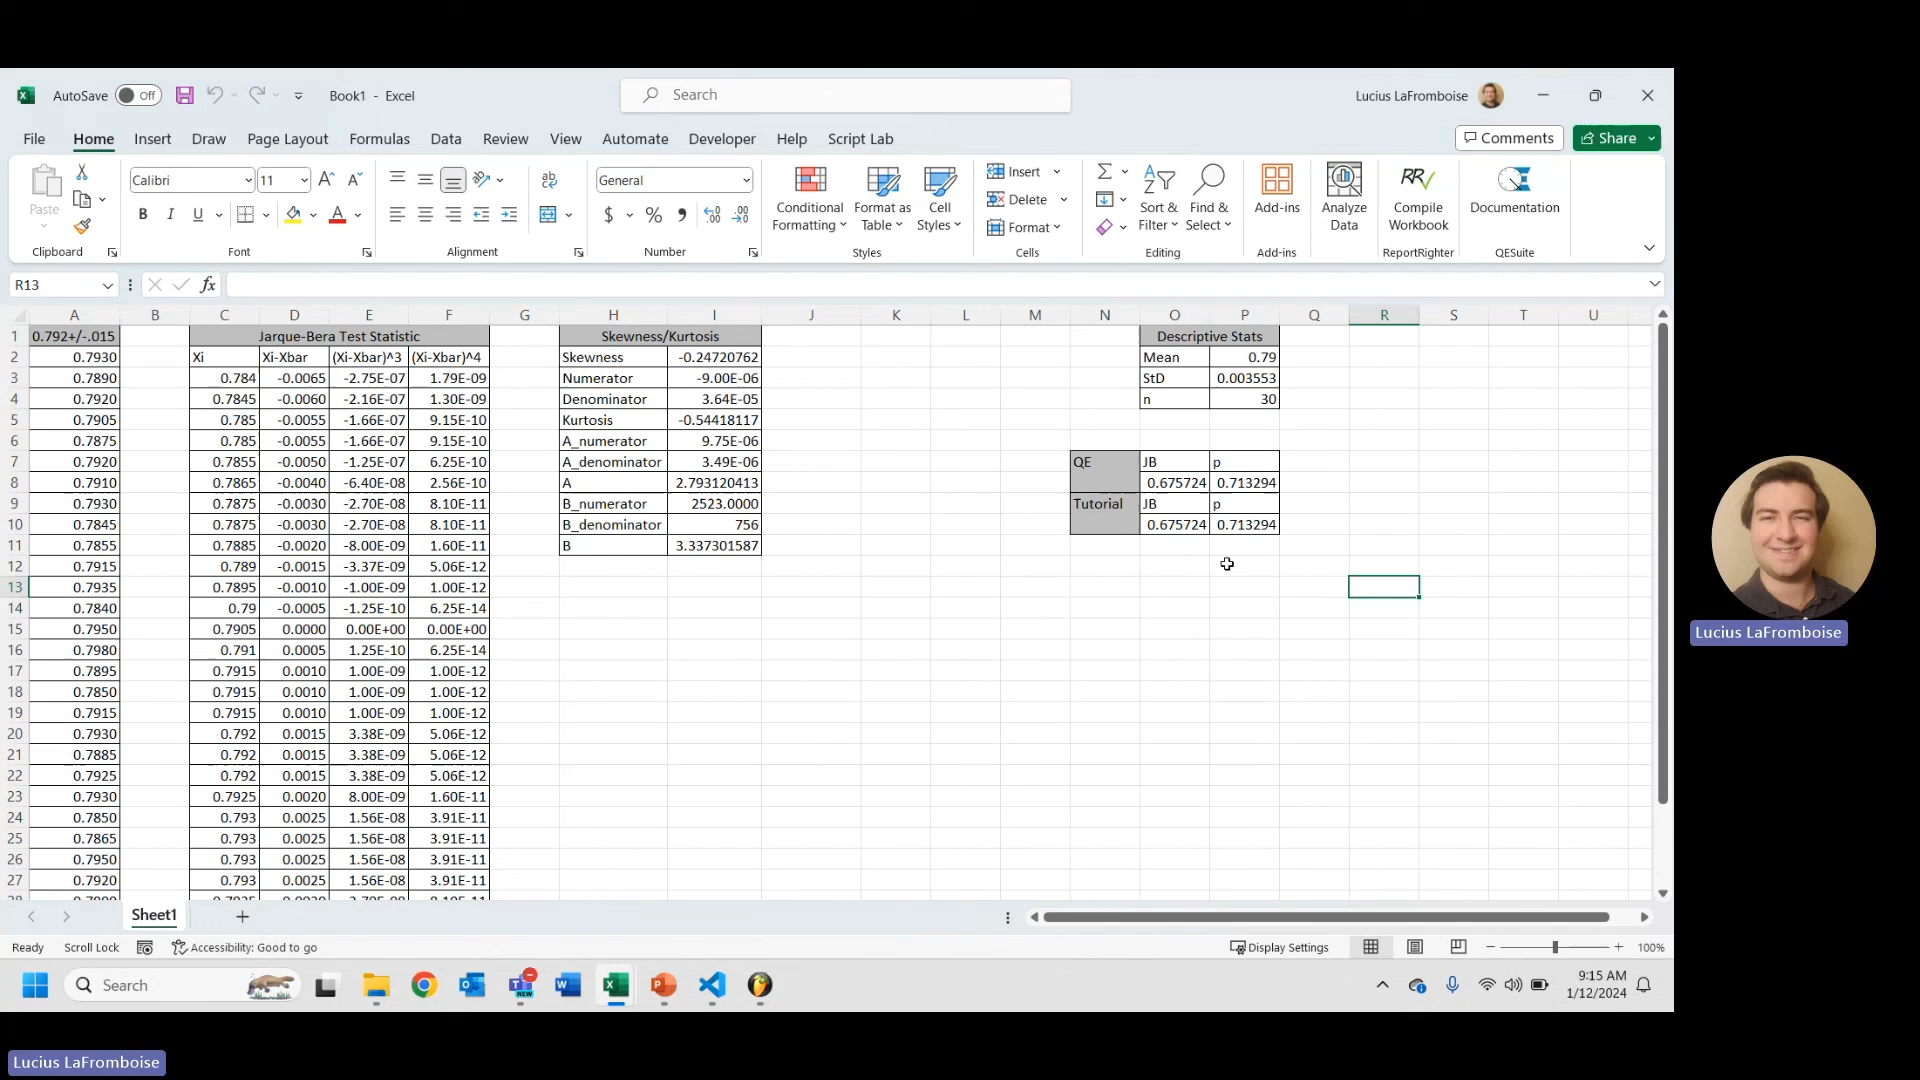 AutoSave Off Book1 - Excel Search Lucius LaFromboise
File Home Insert Draw Page Layout Formulas Data Review View Automate Developer Help Script Lab Comments Share
Paste
Clipboard
Calibri 11
B I U
Font
Alignment
General
$ % 9
Number
Conditional Formatting
Format as Table
Cell Styles
Styles
Insert
Delete
Format
Cells
Sort & Filter
Find & Select
Editing
Add-ins
Add-ins
Analyze Data
Compile Workbook
ReportRighter
Documentation
QESuite
R13 fx
A B C D E F G H I J K L M N O P Q R S T U
1 0.792+/-.015 Jarque-Bera Test Statistic Skewness/Kurtosis Descriptive Stats
2 0.7930 Xi Xi-Xbar (Xi-Xbar)^3 (Xi-Xbar)^4 Skewness -0.24720762 Mean 0.79
3 0.7890 0.784 -0.0065 -2.75E-07 1.79E-09 Numerator -9.00E-06 StD 0.003553
4 0.7920 0.7845 -0.0060 -2.16E-07 1.30E-09 Denominator 3.64E-05 n 30
5 0.7905 0.785 -0.0055 -1.66E-07 9.15E-10 Kurtosis -0.54418117
6 0.7875 0.785 -0.0055 -1.66E-07 9.15E-10 A_numerator 9.75E-06
7 0.7920 0.7855 -0.0050 -1.25E-07 6.25E-10 A_denominator 3.49E-06 QE JB p
8 0.7910 0.7865 -0.0040 -6.40E-08 2.56E-10 A 2.793120413 0.675724 0.713294
9 0.7930 0.7875 -0.0030 -2.70E-08 8.10E-11 B_numerator 2523.0000 Tutorial JB p
10 0.7845 0.7875 -0.0030 -2.70E-08 8.10E-11 B_denominator 756 0.675724 0.713294
11 0.7855 0.7885 -0.0020 -8.00E-09 1.60E-11 B 3.337301587
12 0.7915 0.789 -0.0015 -3.37E-09 5.06E-12
13 0.7935 0.7895 -0.0010 -1.00E-09 1.00E-12
14 0.7840 0.79 -0.0005 -1.25E-10 6.25E-14
15 0.7950 0.7905 0.0000 0.00E+00 0.00E+00
16 0.7980 0.791 0.0005 1.25E-10 6.25E-14
17 0.7895 0.7915 0.0010 1.00E-09 1.00E-12
18 0.7850 0.7915 0.0010 1.00E-09 1.00E-12
19 0.7915 0.7915 0.0010 1.00E-09 1.00E-12
20 0.7930 0.792 0.0015 3.38E-09 5.06E-12
21 0.7885 0.792 0.0015 3.38E-09 5.06E-12
22 0.7925 0.792 0.0015 3.38E-09 5.06E-12
23 0.7930 0.7925 0.0020 8.00E-09 1.60E-11
24 0.7850 0.793 0.0025 1.56E-08 3.91E-11
25 0.7865 0.793 0.0025 1.56E-08 3.91E-11
26 0.7950 0.793 0.0025 1.56E-08 3.91E-11
27 0.7920 0.793 0.0025 1.56E-08 3.91E-11
Sheet1
Ready Scroll Lock Accessibility: Good to go Display Settings 100%
Search NEW 9:15 AM
1/12/2024
Lucius LaFromboise
Lucius LaFromboise